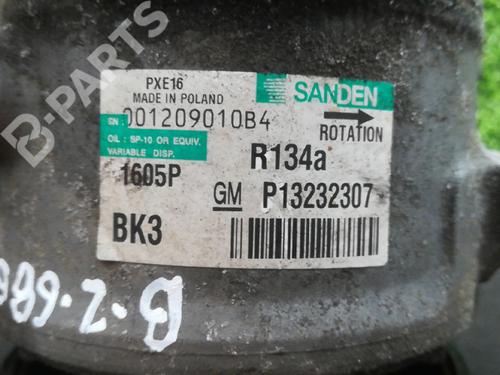 B-PARTS
PXE16
MADE IN POLAND
SANDEN
SN: 001209010B4
ROTATION
OIL: SP-10 OR EQUIV.
VARIABLE DISP.
R134a
1605P
GM P13232307
BK3
B-2-68